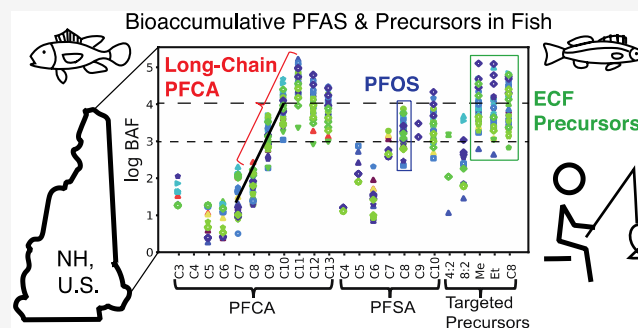 Bioaccumulative PFAS & Precursors in Fish
Long-Chain
PFCA
PFOS
ECF
Precursors
log BAF
5
4
3
2
1
0
NH,
U.S.
C3 C4 C5 C6 C7 C8 C9 C10 C11 C12 C13 C4 C5 C6 C7 C8 C9 C10 4:2 8:2 Me Et C8
PFCA PFSA Targeted
Precursors